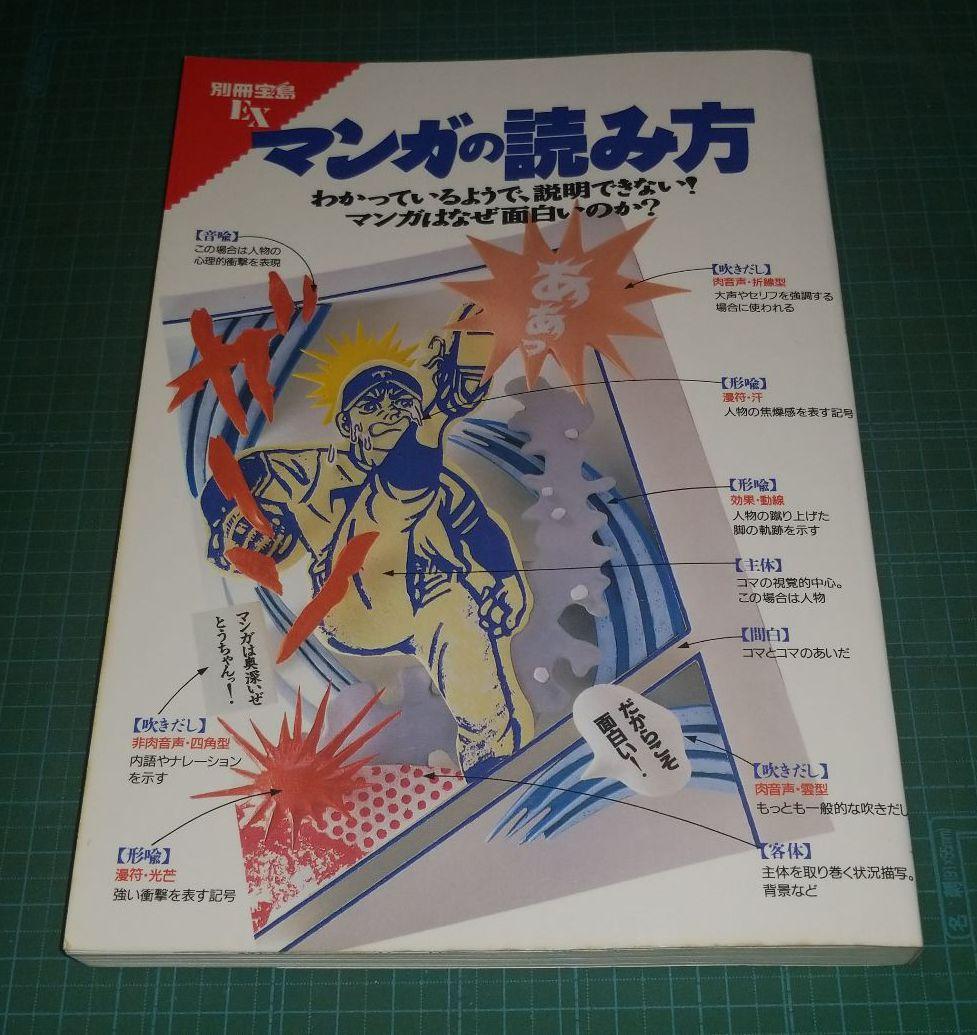 別冊宝島
EX
マンガの読み方
わかっているようで、説明できない!
マンガはなぜ面白いのか?
【音喩】
この場合は人物の
心理的衝撃を表現
ガーン
ああっ
【吹きだし】
肉音声・折線型
大声やセリフを強調する
場合に使われる
【形喩】
漫符・汗
人物の焦燥感を表す記号
【形喩】
効果・動線
人物の蹴り上げた
脚の軌跡を示す
【主体】
コマの視覚的中心。
この場合は人物
【間白】
コマとコマのあいだ
マンガは奥深いぜ
とうちゃんっ!
【吹きだし】
非肉音声・四角型
内語やナレーション
を示す
だからこそ
面白い!
【吹きだし】
肉音声・雲型
もっとも一般的な吹きだし
【形喩】
漫符・光芒
強い衝撃を表す記号
【客体】
主体を取り巻く状況描写。
背景など